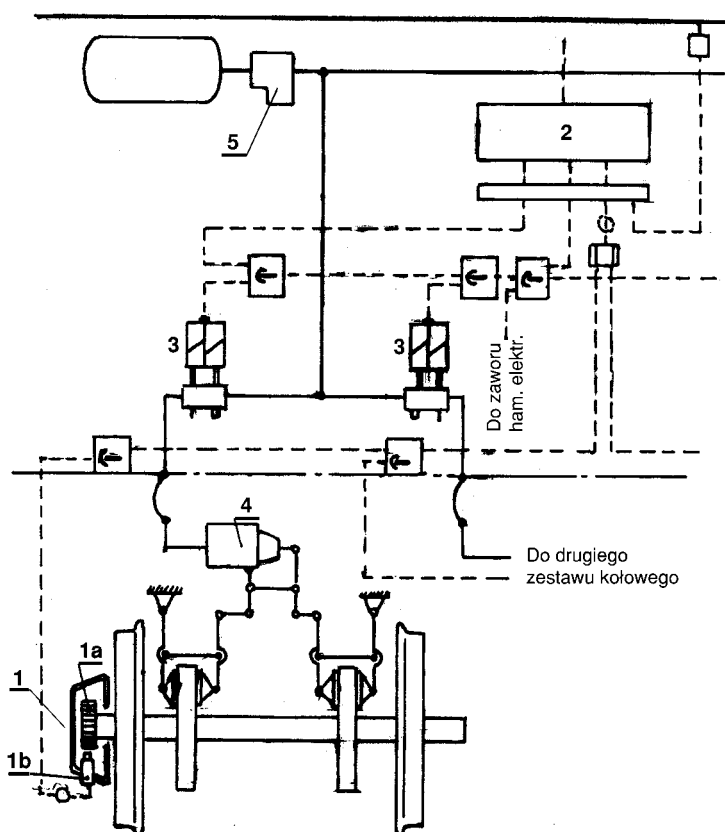 5
2
3
3
Do zaworu
ham. elektr.
4
Do drugiego
zestawu kołowego
1a
1
1b